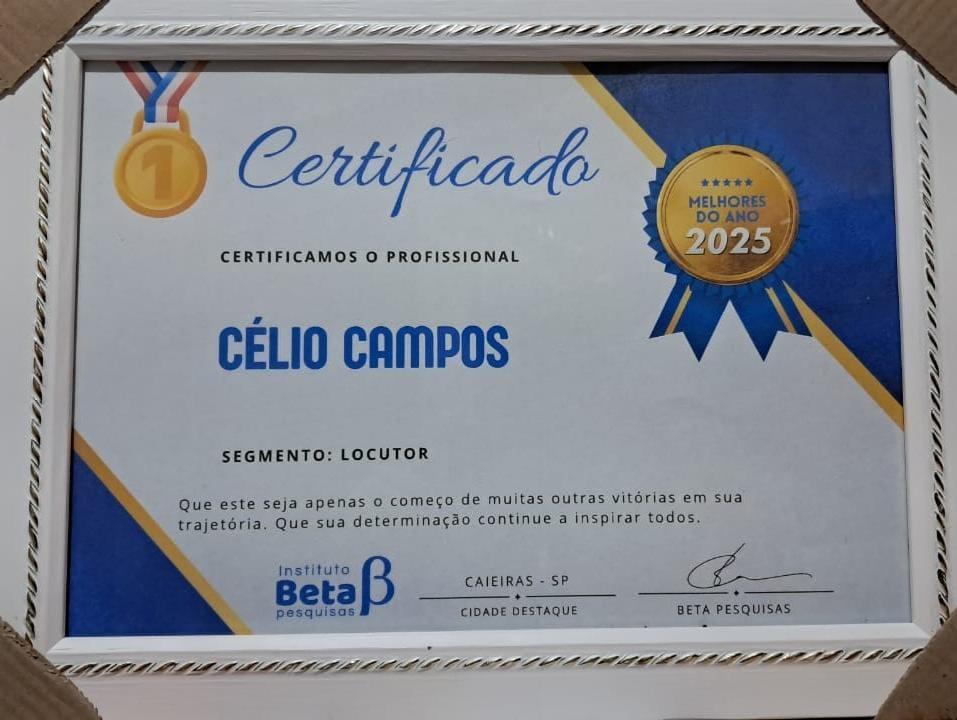 1
Certificado
MELHORES
DO ANO
2025
CERTIFICAMOS O PROFISSIONAL
CÉLIO CAMPOS
SEGMENTO: LOCUTOR
Que este seja apenas o começo de muitas outras vitórias em sua
trajetória. Que sua determinação continue a inspirar todos.
Instituto
Beta β
pesquisas
CAIEIRAS - SP
CIDADE DESTAQUE
BETA PESQUISAS